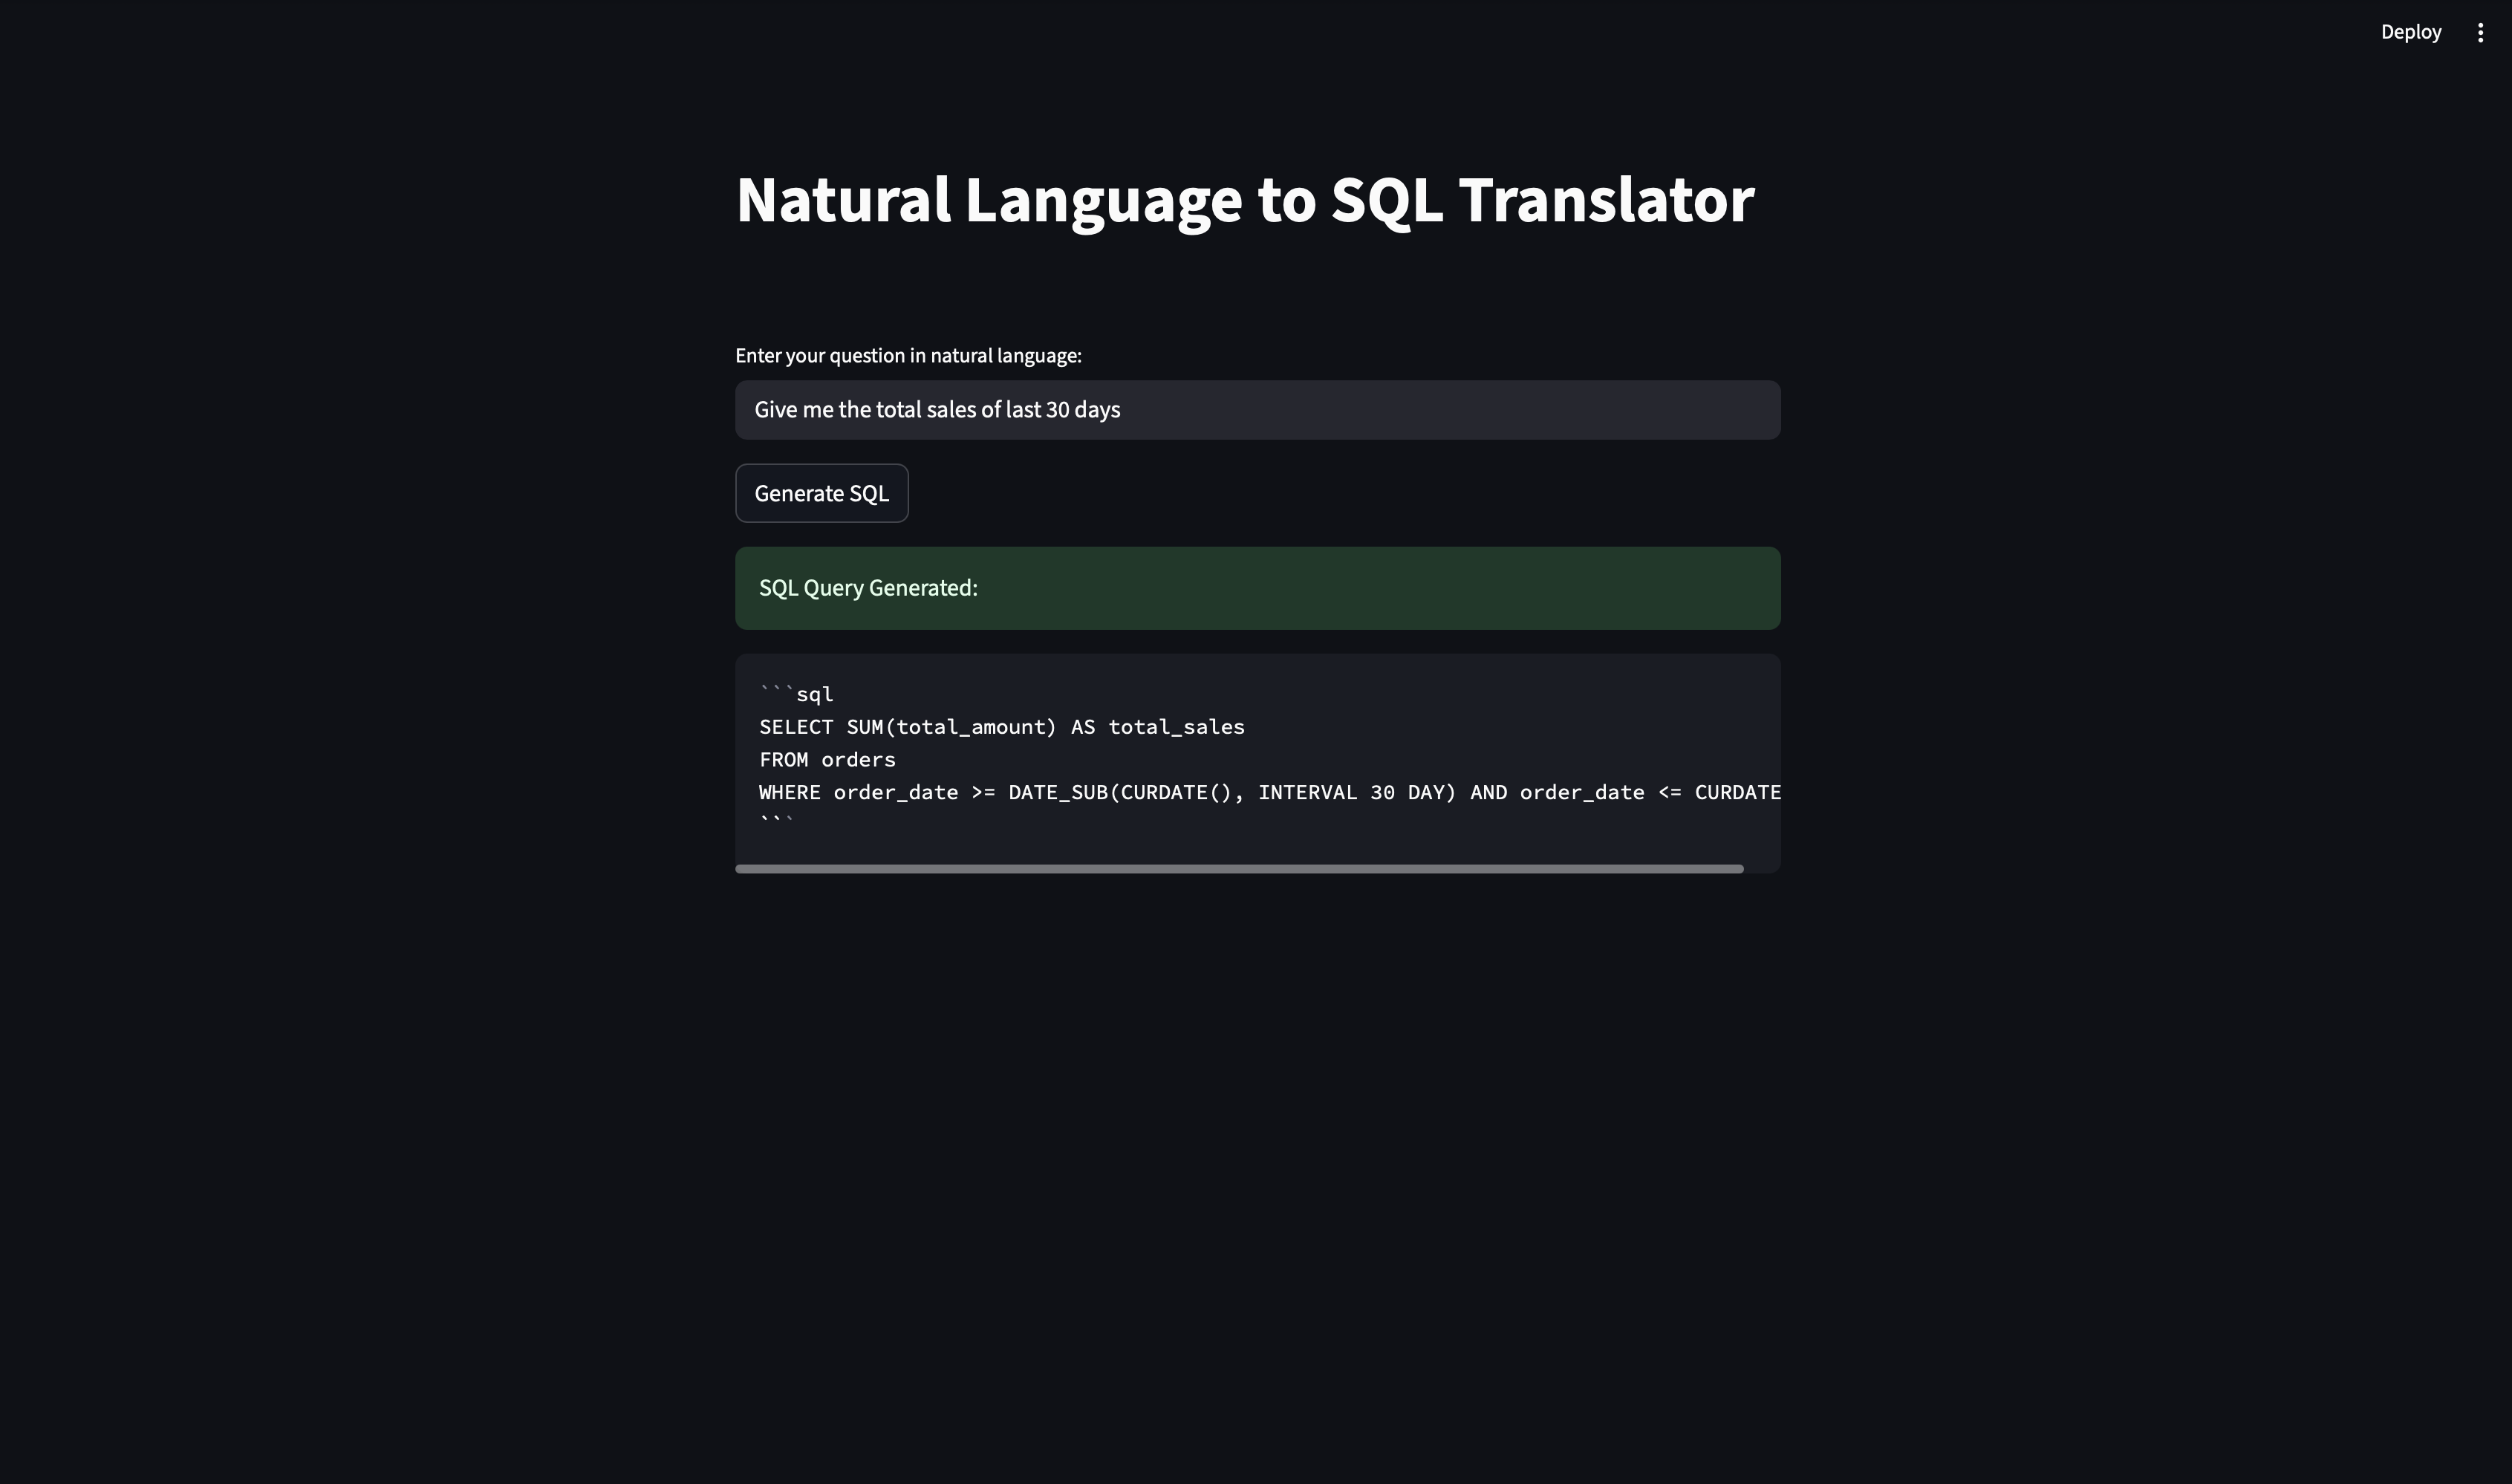 Deploy
Natural Language to SQL Translator
Enter your question in natural language:
Give me the total sales of last 30 days
Generate SQL
SQL Query Generated:
```sql
SELECT SUM(total_amount) AS total_sales
FROM orders
WHERE order_date >= DATE_SUB(CURDATE(), INTERVAL 30 DAY) AND order_date <= CURDATE
```